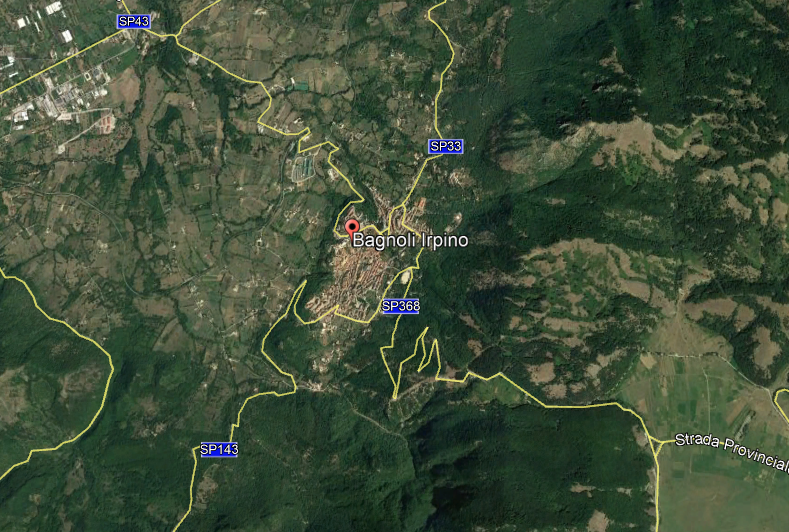 SP43
SP33
Bagnoli Irpino
SP368
Strada Provinciale
SP143